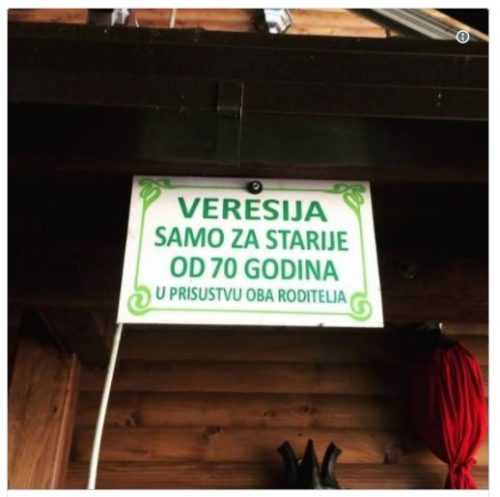 VERESIJA
SAMO ZA STARIJE
OD 70 GODINA
U PRISUSTVU OBA RODITELJA